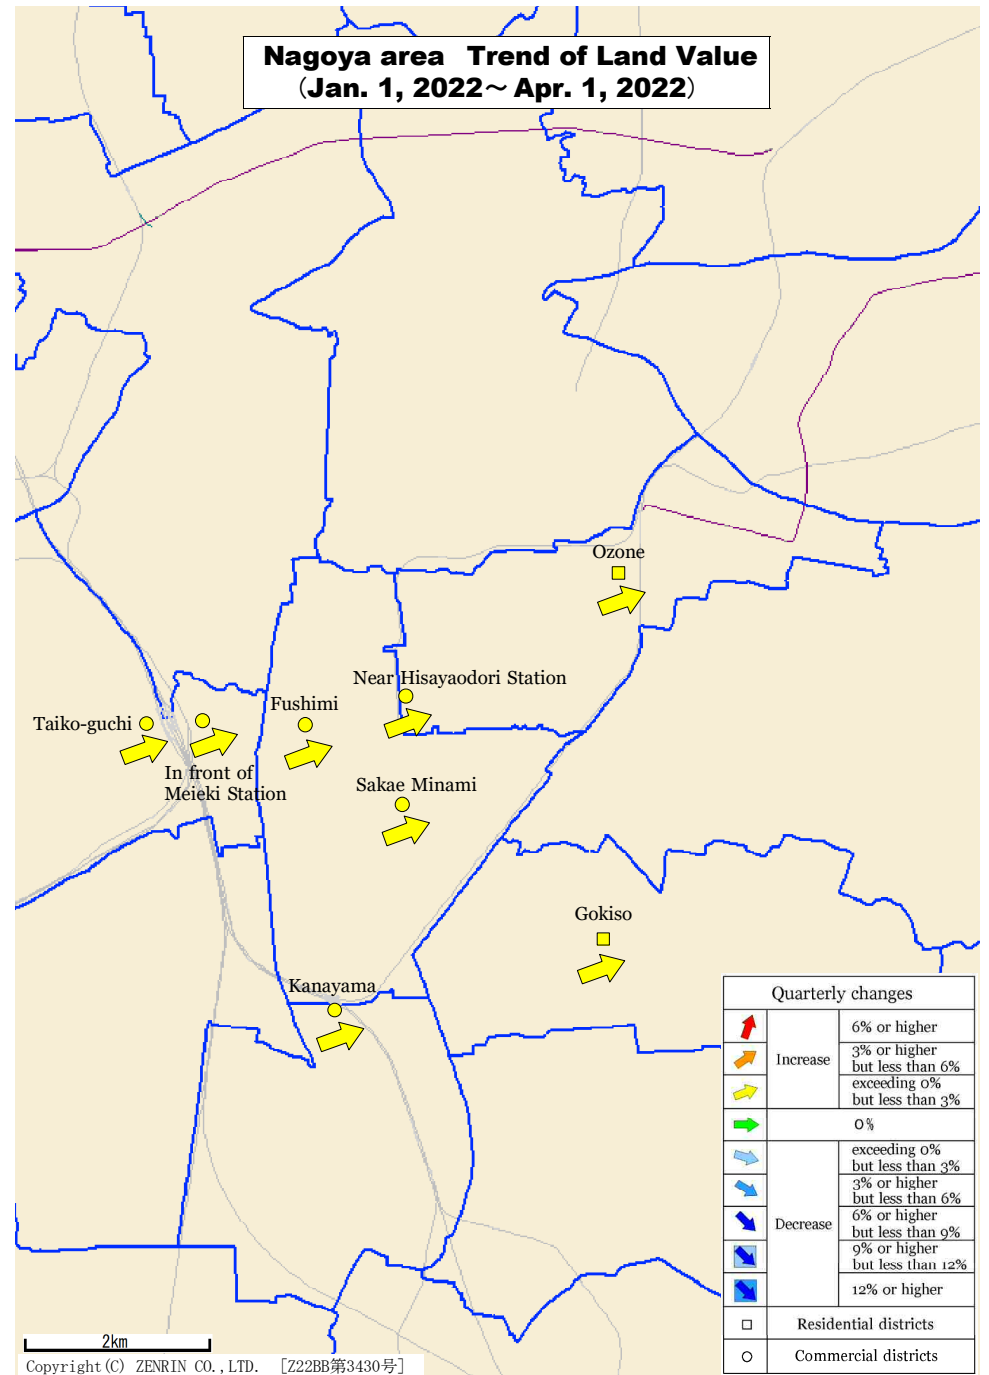 Nagoya area Trend of Land Value
(Jan. 1, 2022～Apr. 1, 2022)
Ozone
Near Hisayaodori Station
Fushimi
Taiko-guchi
In front of
Meieki Station
Sakae Minami
Gokiso
Kanayama
Quarterly changes
Increase
6% or higher
3% or higher
but less than 6%
exceeding 0%
but less than 3%
0%
Decrease
exceeding 0%
but less than 3%
3% or higher
but less than 6%
6% or higher
but less than 9%
9% or higher
but less than 12%
12% or higher
Residential districts
Commercial districts
2km
Copyright(C) ZENRIN CO.,LTD. [Z22BB第3430号]